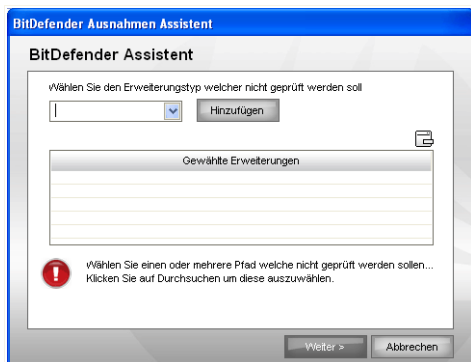 BitDefender Ausnahmen Assistent
BitDefender Assistent
Wählen Sie den Erweiterungstyp welcher nicht geprüft werden soll
Hinzufügen
Gewählte Erweiterungen
Wählen Sie einen oder mehrere Pfad welche nicht geprüft werden sollen...
Klicken Sie auf Durchsuchen um diese auszuwählen.
Weiter >
Abbrechen